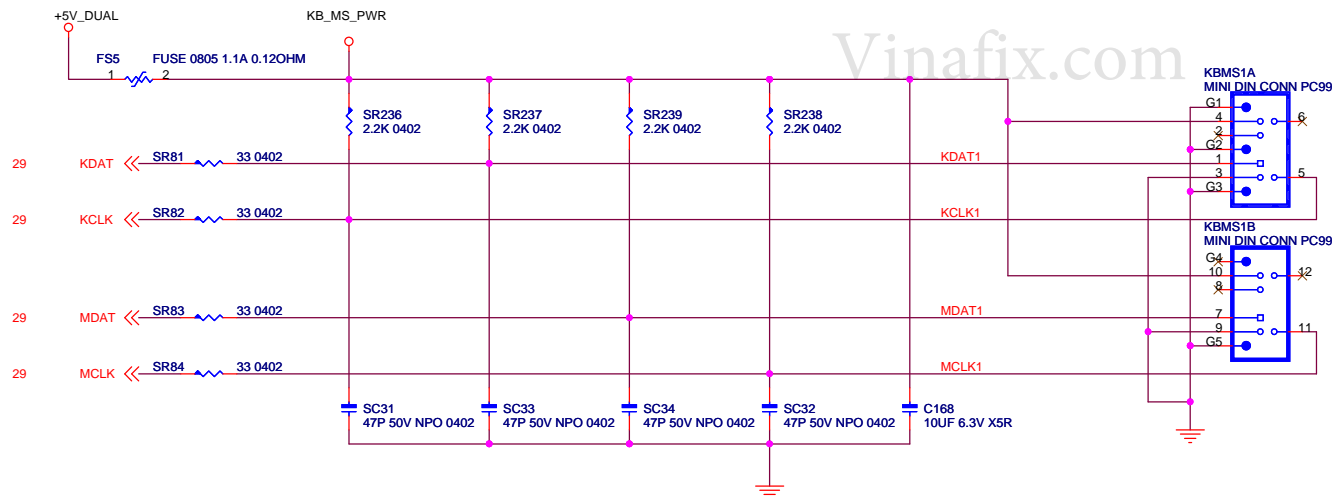 +5V_DUAL KB_MS_PWR
Vinafix.com
FS5 FUSE 0805 1.1A 0.12OHM
1 2
KBMS1A
MINI DIN CONN PC99
G1
4 6
2
G2
1
3 5
G3
SR236
2.2K 0402
SR237
2.2K 0402
SR239
2.2K 0402
SR238
2.2K 0402
29 KDAT SR81 33 0402 KDAT1
29 KCLK SR82 33 0402 KCLK1
KBMS1B
MINI DIN CONN PC99
G4
10 12
8
7
9 11
G5
29 MDAT SR83 33 0402 MDAT1
29 MCLK SR84 33 0402 MCLK1
SC31
47P 50V NPO 0402
SC33
47P 50V NPO 0402
SC34
47P 50V NPO 0402
SC32
47P 50V NPO 0402
C168
10UF 6.3V X5R